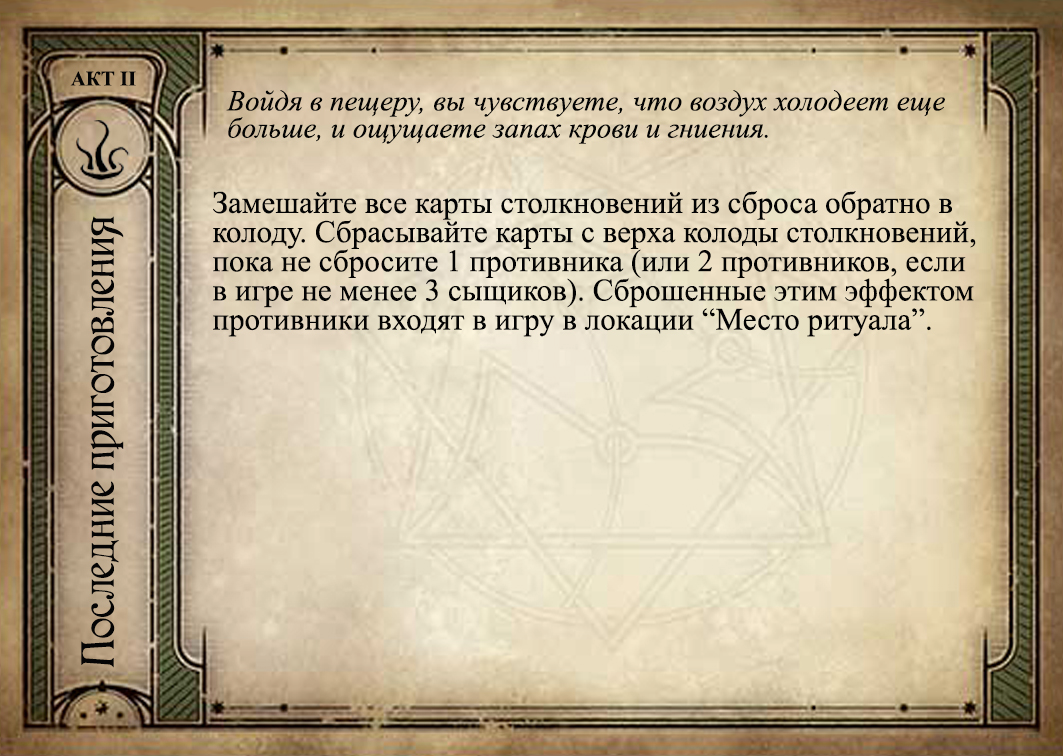 АКТ II
Последние приготовления
Войдя в пещеру, вы чувствуете, что воздух холодеет еще
больше, и ощущаете запах крови и гниения.
Замешайте все карты столкновений из сброса обратно в
колоду. Сбрасывайте карты с верха колоды столкновений,
пока не сбросите 1 противника (или 2 противников, если
в игре не менее 3 сыщиков). Сброшенные этим эффектом
противники входят в игру в локации “Место ритуала”.